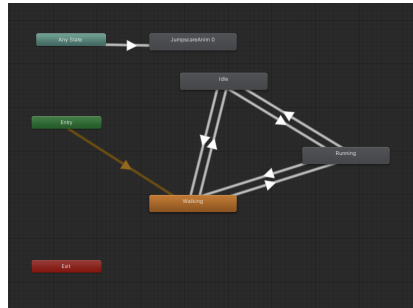 Any State
JumpscareAnim 0
Idle
Entry
Running
Walking
Exit